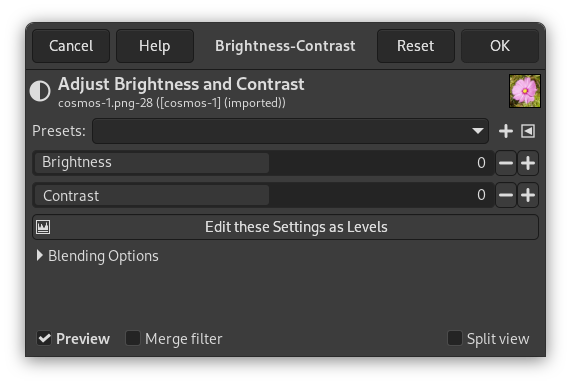 Cancel Help Brightness-Contrast Reset OK
Adjust Brightness and Contrast
cosmos-1.png-28 ([cosmos-1] (imported))
Presets:
Brightness 0
Contrast 0
Edit these Settings as Levels
Blending Options
Preview Merge filter Split view